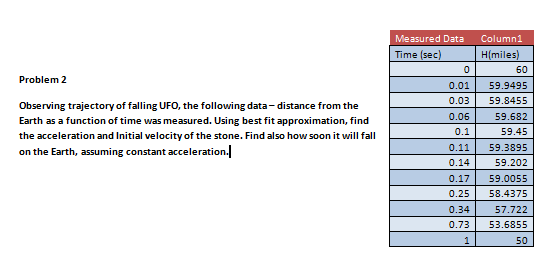 Problem 2
Observing trajectory of falling UFO, the following data – distance from the
Earth as a function of time was measured. Using best fit approximation, find
the acceleration and Initial velocity of the stone. Find also how soon it will fall
on the Earth, assuming constant acceleration.
Measured Data Column1
Time (sec) H(miles)
0 60
0.01 59.9495
0.03 59.8455
0.06 59.682
0.1 59.45
0.11 59.3895
0.14 59.202
0.17 59.0055
0.25 58.4375
0.34 57.722
0.73 53.6855
1 50